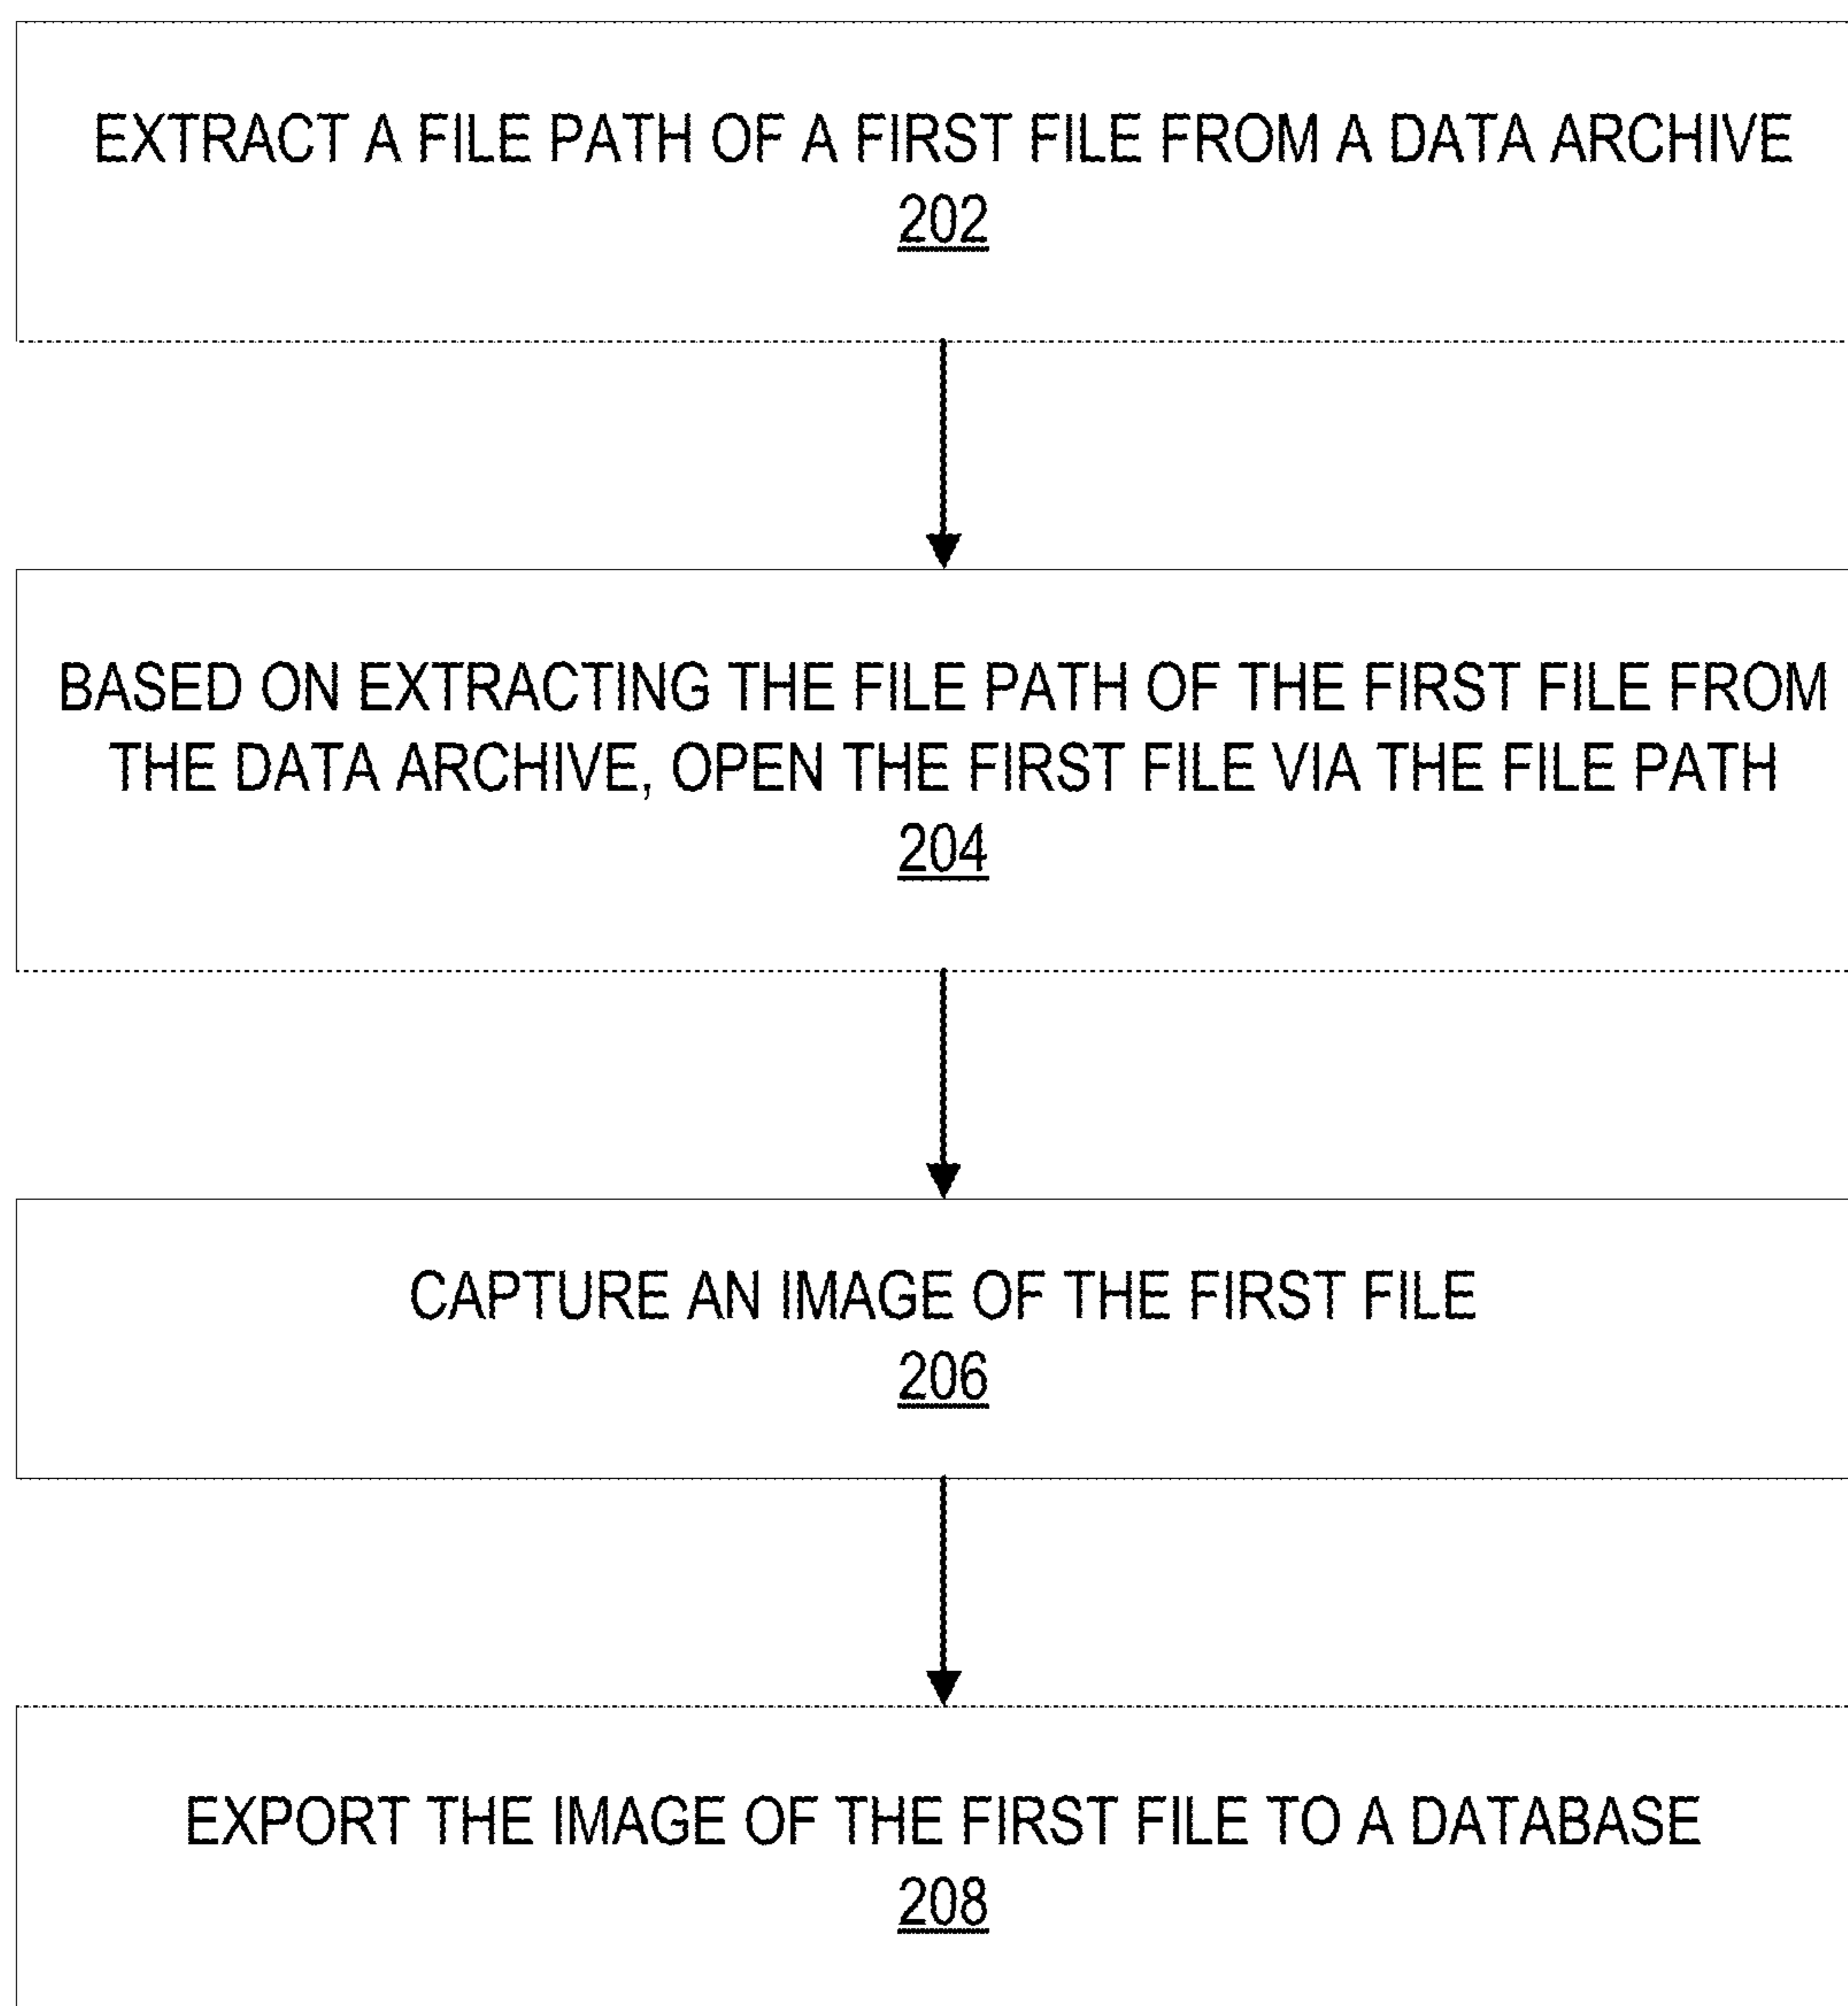 EXTRACT A FILE PATH OF A FIRST FILE FROM A DATA ARCHIVE
202
BASED ON EXTRACTING THE FILE PATH OF THE FIRST FILE FROM
THE DATA ARCHIVE, OPEN THE FIRST FILE VIA THE FILE PATH
204
CAPTURE AN IMAGE OF THE FIRST FILE
206
EXPORT THE IMAGE OF THE FIRST FILE TO A DATABASE
208